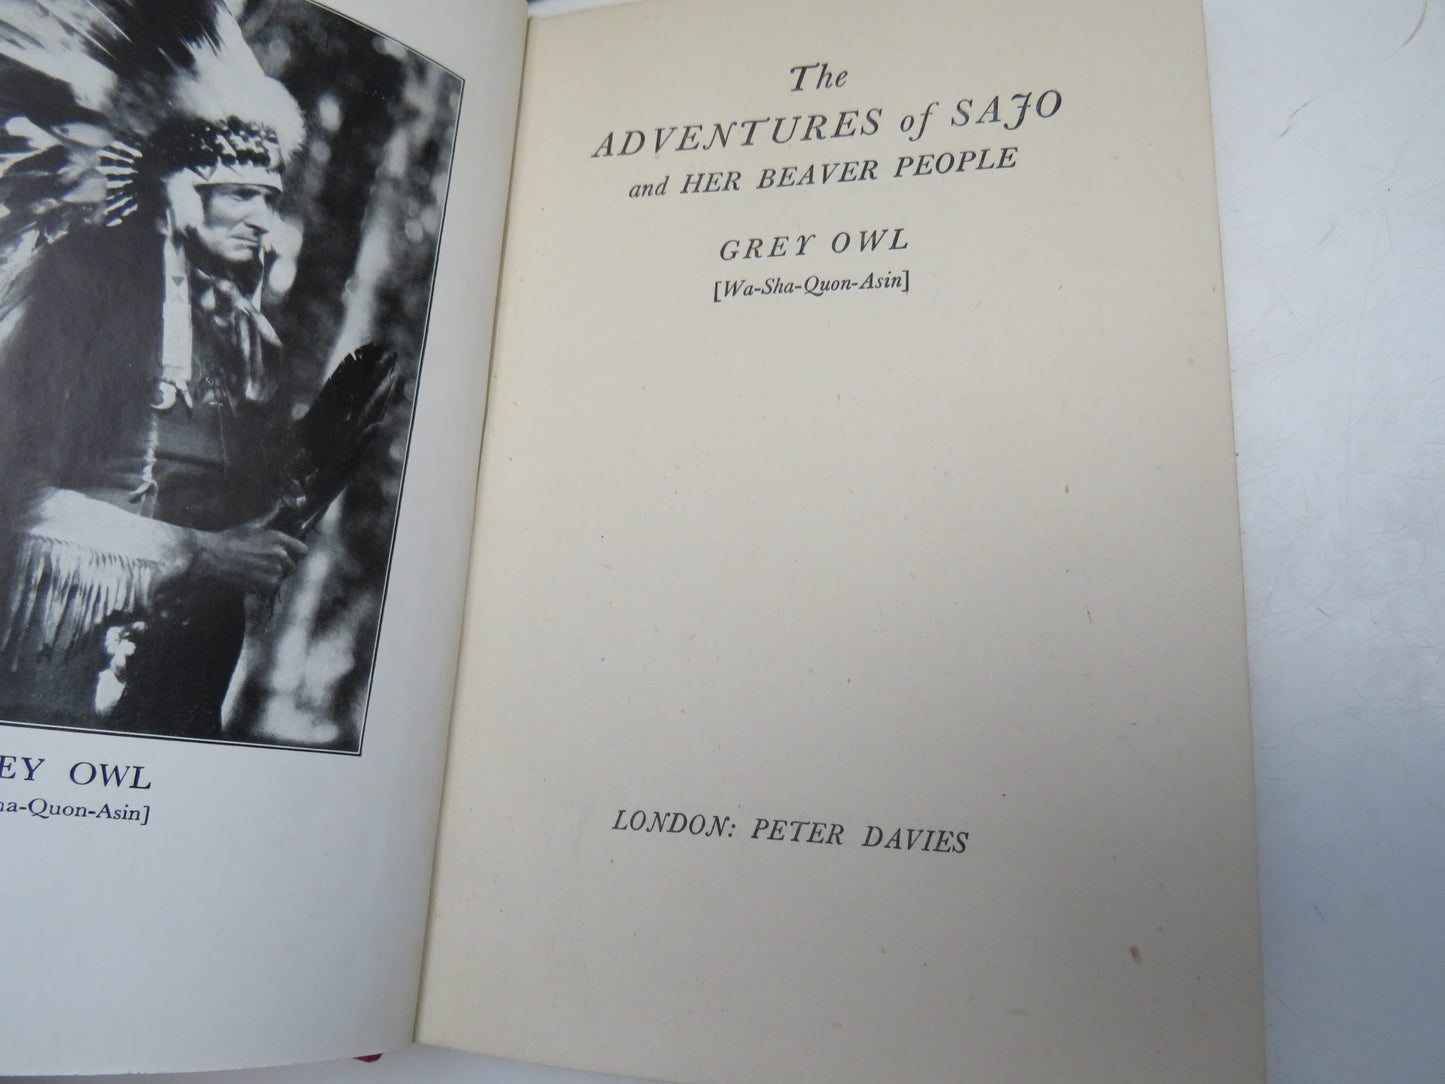 EY OWL
a-Quon-Asin]
The
ADVENTURES of SAJO
and HER BEAVER PEOPLE
GREY OWL
[Wa-Sha-Quon-Asin]
LONDON: PETER DAVIES